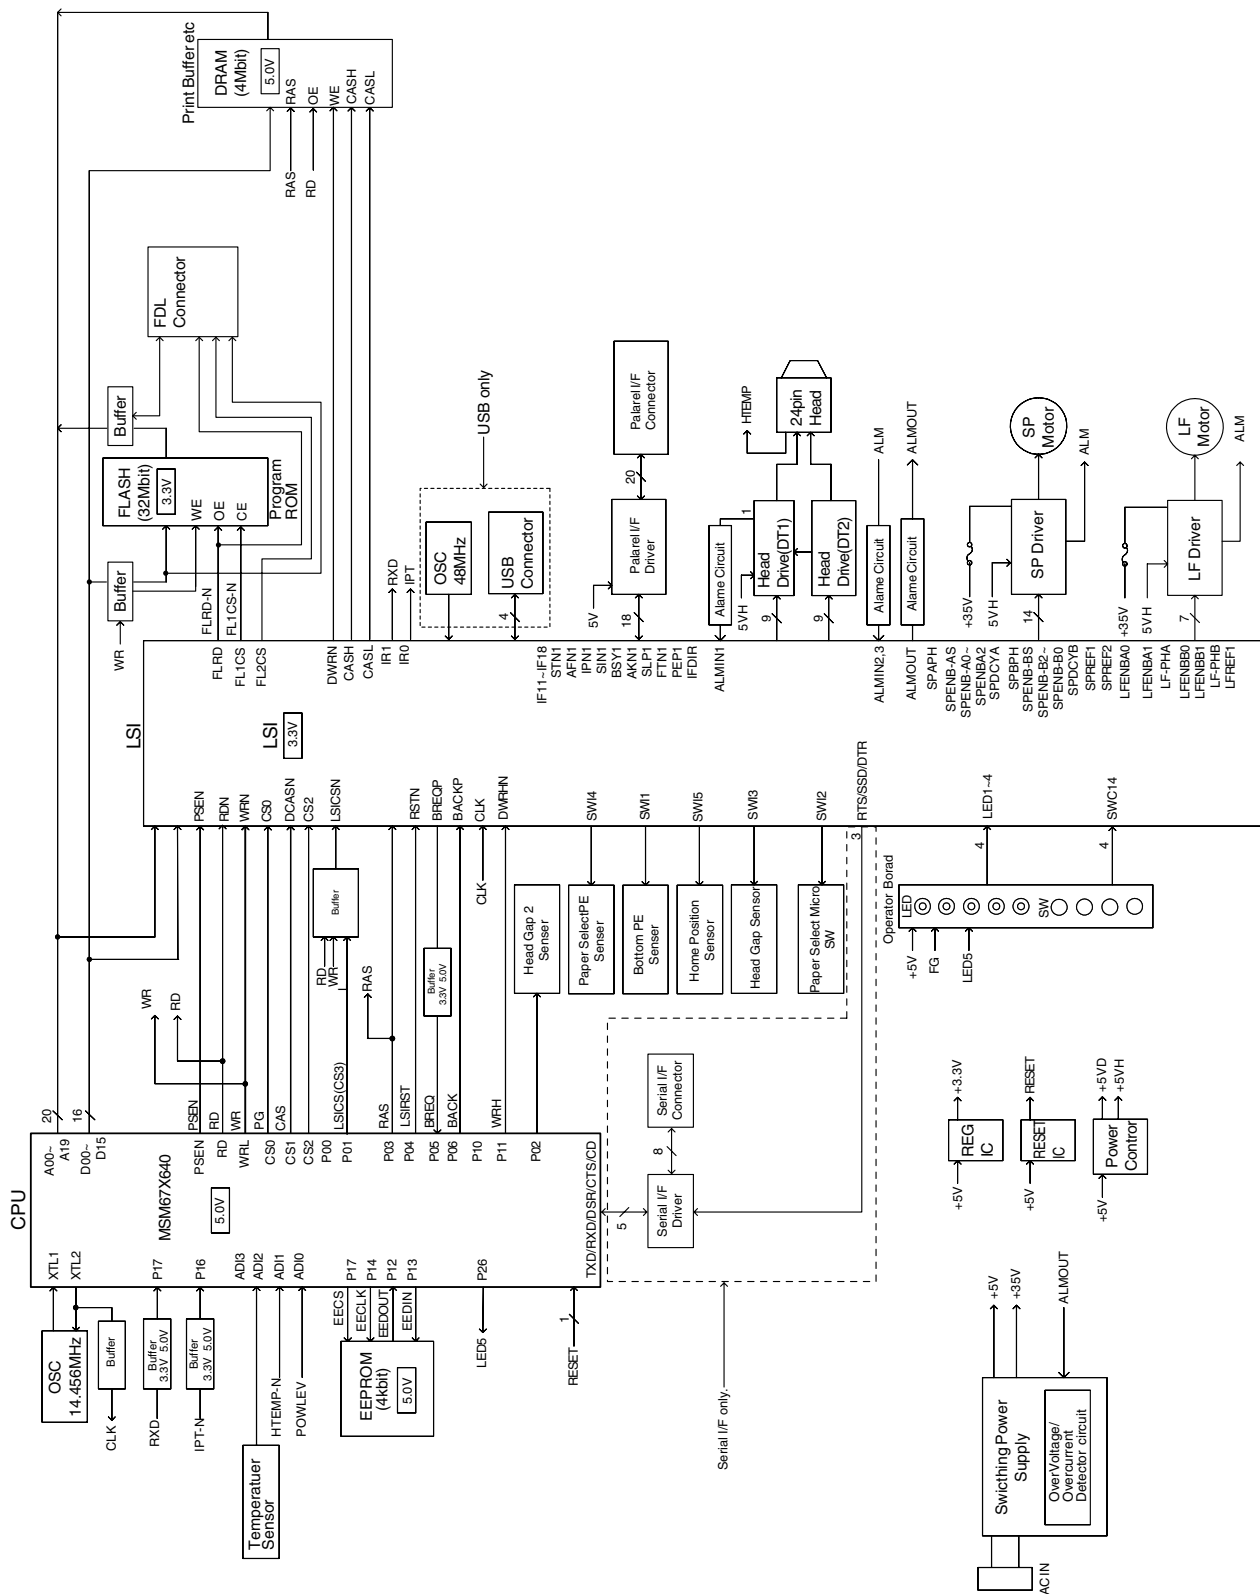 CPU
MSM67X640
5.0V
XTL1
XTL2
P17
P16
ADI3
ADI2
ADI1
ADI0
P17
P14
P12
P13
P26
A00~
A19
D00~
D15
PSEN
RD
WRL
CS0
CS1
CS2
P00
P01
P03
P04
P05
P06
P10
P11
P02
TXD/RXD/DSR/CTS/CD
OSC
14.456MHz
Buffer
CLK
Buffer
3.3V 5.0V
RXD
Buffer
3.3V 5.0V
IPT-N
Temperatuer
Sensor
HTEMP-N
POWLEV
EECS
EECLK
EEDOUT
EEDIN
EEPROM
(4kbit)
5.0V
LED5
RESET
1
20
16
WR
RD
PSEN
RD
WR
PG
CAS
LSICS(CS3)
RD
WR
Buffer
RAS
RAS
LSIRST
BREQ
BACK
Buffer
3.3V 5.0V
WRH
CLK
Head Gap 2
Senser
Paper SelectPE
Senser
Bottom PE
Senser
Home Position
Sensor
Head Gap Sensor
Paper Select Micro
SW
Serial I/F
Connector
8
Serial I/F
Driver
5
3
Serial I/F only.
LSI
LSI
3.3V
PSEN
RDN
WRN
CS0
DCASN
CS2
LSICSN
RSTN
BREQP
BACKP
CLK
DWRHN
SWI4
SWI1
SWI5
SWI3
SWI2
RTS/SSD/DTR
LED1~4
SWC14
FLRD
FL1CS
FL2CS
DWRN
CASH
CASL
IR1
IR0
IF11~IF18
STN1
AFN1
IPN1
SIN1
BSY1
AKN1
SLP1
FTN1
PEP1
IFDIR
ALMIN1
ALMIN2,3
ALMOUT
SPAPH
SPENB-AS
SPENB-A0~
SPENBA2
SPDCYA
SPBPH
SPENB-BS
SPENB-B2~
SPENB-B0
SPDCYB
SPREF1
SPREF2
LFENBA0
LFENBA1
LF-PHA
LFENBB0
LFENBB1
LF-PHB
LFREF1
WR
Buffer
FLRD-N
FL1CS-N
FLASH
(32Mbit)
3.3V
WE
OE
CE
Program
ROM
Buffer
FDL
Connector
Print Buffer etc
DRAM
(4Mbit)
5.0V
RAS
OE
WE
CASH
CASL
RAS
RD
RXD
IPT
OSC
48MHz
USB
Connector
4
USB only
5V
18
Palarel I/F
Driver
20
Palarel I/F
Connector
Alame Circuit
1
5VH
9
Head
Drive(DT1)
9
Head
Drive(DT2)
HTEMP
24pin
Head
Alame Circuit
ALM
Alame Circuit
ALMOUT
+35V
5VH
14
SP Driver
SP
Motor
ALM
+35V
5VH
7
LF Driver
LF
Motor
ALM
Operator Borad
LED
SW
4
4
+5V
FG
LED5
+5V
REG
IC
+3.3V
+5V
RESET
IC
RESET
+5V
Power
Contror
+5VD
+5VH
Swicthing Power
Supply
OverVoltage/
Overcurrent
Detector circuit
+5V
+35V
ALMOUT
AC IN